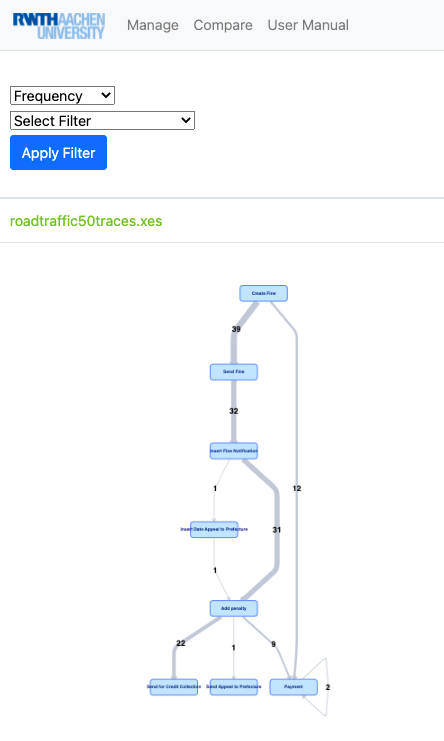 RWTHAACHEN
UNIVERSITY
Manage Compare User Manual
Frequency
Select Filter
Apply Filter
roadtraffic50traces.xes
Create Fine
39
Send Fine
32
Insert Fine Notification
1
12
Insert Date Appeal to Prefecture
31
1
Add penalty
22
1
9
Send for Credit Collection
Send Appeal to Prefecture
Payment
2